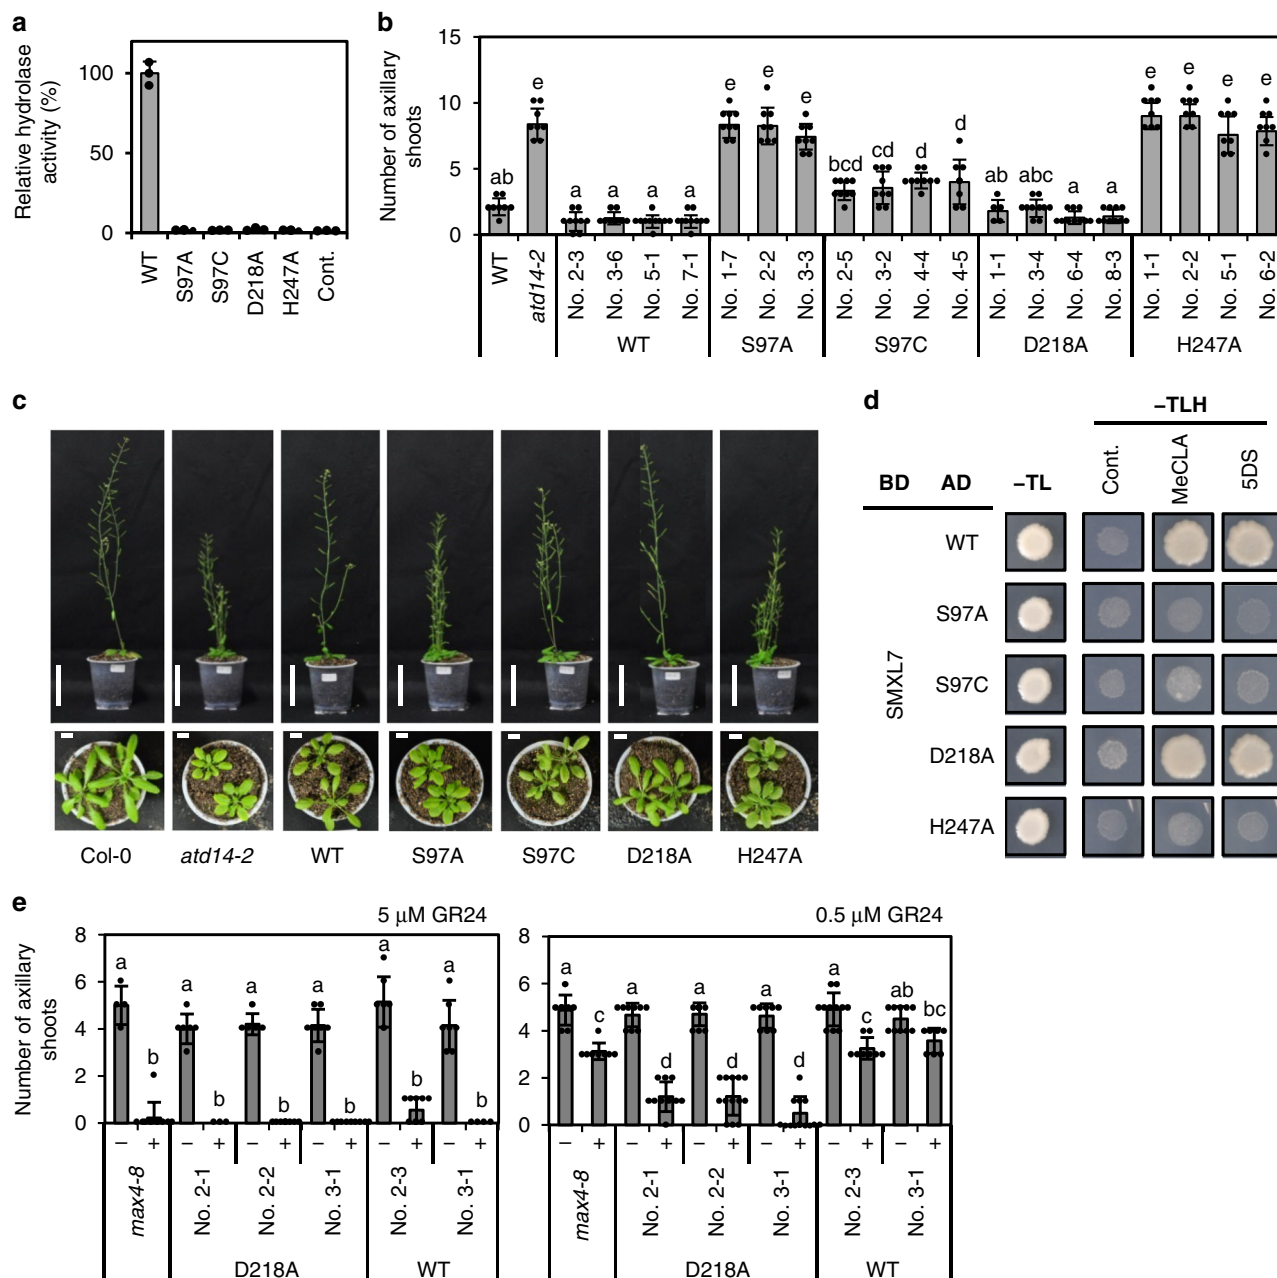 a
Relative hydrolase
activity (%)
100
50
0
WT
S97A
S97C
D218A
H247A
Cont.
b
Number of axillary
shoots
15
10
5
0
ab
e
a
a
a
a
e
e
e
bcd
cd
d
d
ab
abc
a
a
e
e
e
e
WT
atd14-2
No. 2-3
No. 3-6
No. 5-1
No. 7-1
No. 1-7
No. 2-2
No. 3-3
No. 2-5
No. 3-2
No. 4-4
No. 4-5
No. 1-1
No. 3-4
No. 6-4
No. 8-3
No. 1-1
No. 2-2
No. 5-1
No. 6-2
WT
S97A
S97C
D218A
H247A
c
Col-0
atd14-2
WT
S97A
S97C
D218A
H247A
d
–TLH
BD
AD
–TL
Cont.
MeCLA
5DS
SMXL7
WT
S97A
S97C
D218A
H247A
e
5 μM GR24
Number of axillary
shoots
8
6
4
2
0
a
b
a
b
a
b
a
b
a
b
a
b
– + – + – + – + – + – +
max4-8
No. 2-1
No. 2-2
No. 3-1
No. 2-3
No. 3-1
D218A
WT
0.5 μM GR24
8
6
4
2
0
a
c
a
d
a
d
a
d
a
c
ab
bc
– + – + – + – + – + – +
max4-8
No. 2-1
No. 2-2
No. 3-1
No. 2-3
No. 3-1
D218A
WT